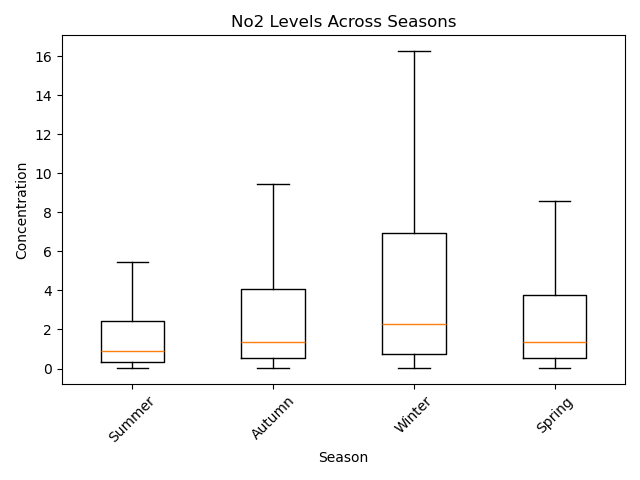 No2 Levels Across Seasons
Concentration
16
14
12
10
8
6
4
2
0
Summer
Autumn
Winter
Spring
Season